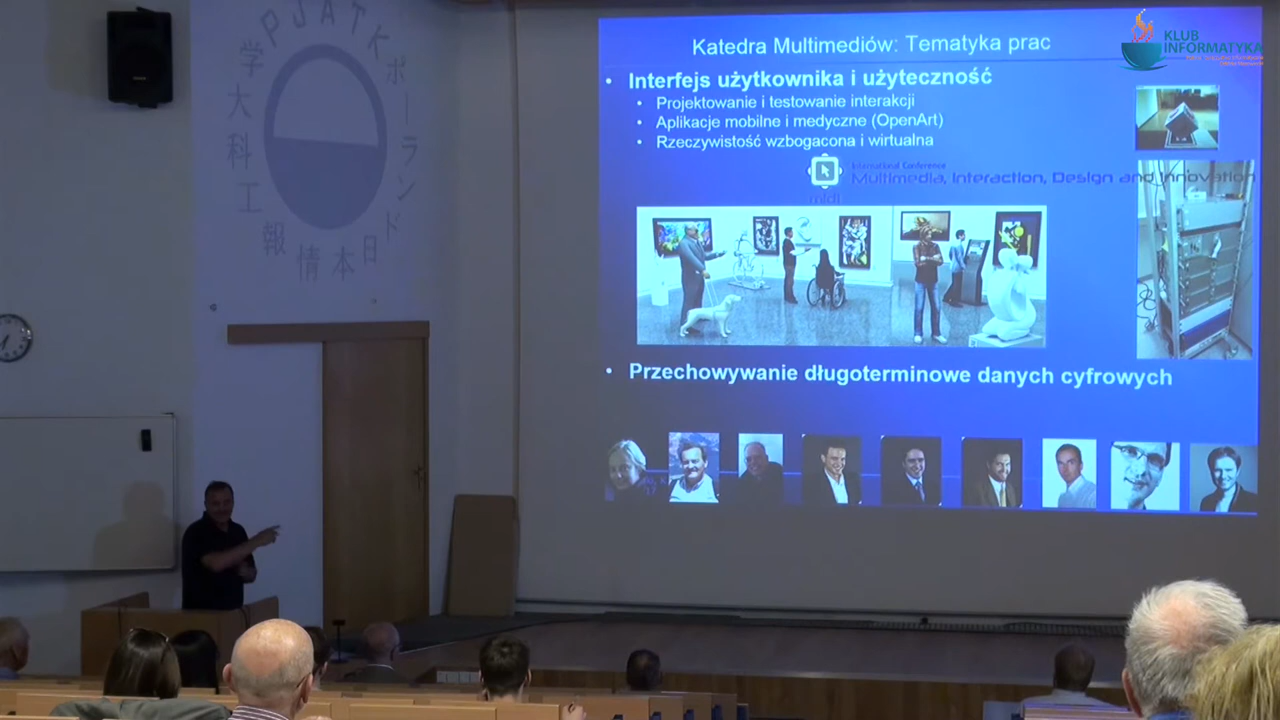 PJATK
ポーランド
日本情報工科大学
Katedra Multimediów: Tematyka prac
KLUB
INFORMATYKA
• Interfejs użytkownika i użyteczność
• Projektowanie i testowanie interakcji
• Aplikacje mobilne i medyczne (OpenArt)
• Rzeczywistość wzbogacona i wirtualna
International Conference
Multimedia, Interaction, Design and Innovation
midi
• Przechowywanie długoterminowe danych cyfrowych